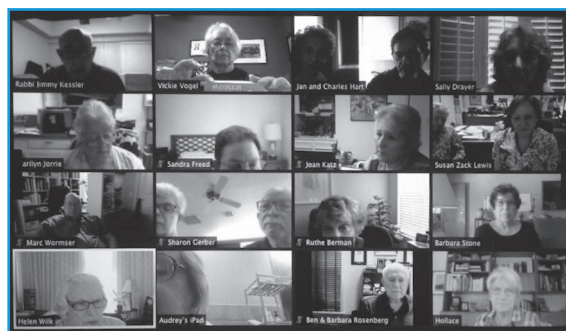 Rabbi Jimmy Kessler
Vickie Vogel
Jan and Charles Hart
Sally Drayer
arilyn Jorrie
Sandra Freed
Joan Katz
Susan Zack Lewis
Marc Wormser
Sharon Gerber
Ruthe Berman
Barbara Stone
Helen Wilk
Audrey's iPad
Ben & Barbara Rosenberg
Hollace